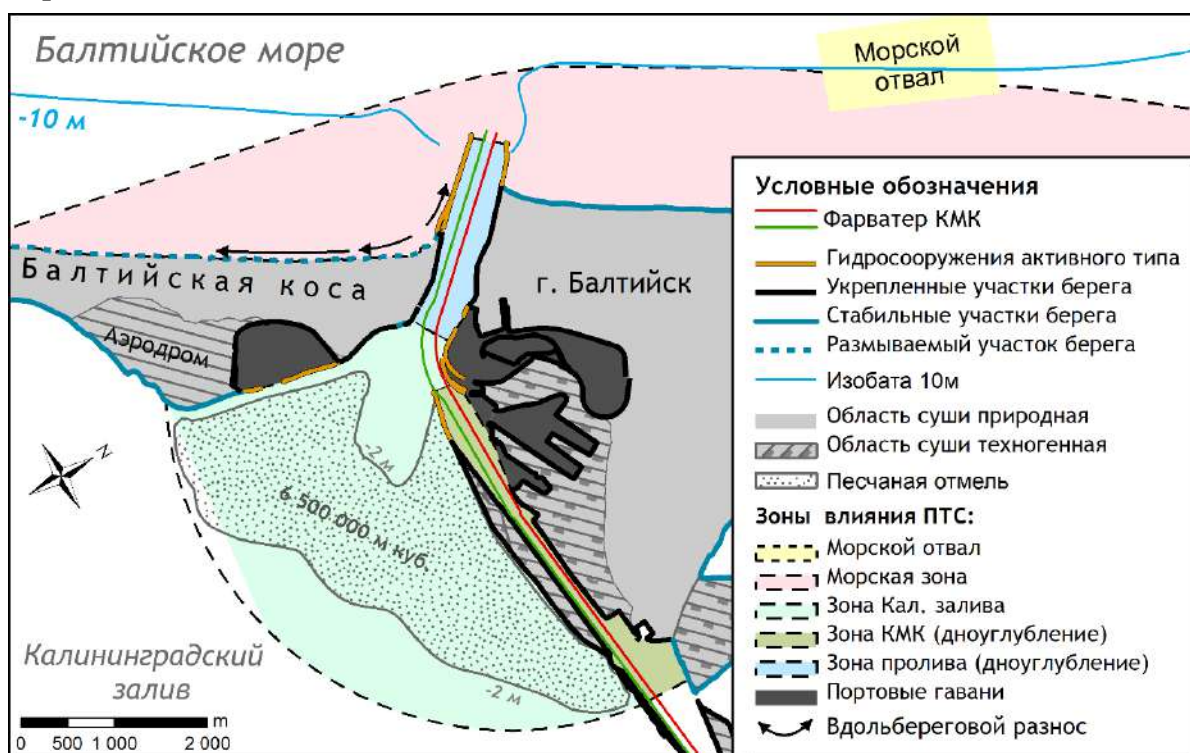 Балтийское море
Морской
отвал
-10 м
Балтийская коса
г. Балтийск
Аэродром
-2 м
6 500 000 м куб.
-2 м
N
Калининградский
залив
m
0 500 1 000 2 000
Условные обозначения
Фарватер КМК
Гидросооружения активного типа
Укрепленные участки берега
Стабильные участки берега
Размываемый участок берега
Изобата 10м
Область суши природная
Область суши техногенная
Песчаная отмель
Зоны влияния ПТС:
Морской отвал
Морская зона
Зона Кал. залива
Зона КМК (дноуглубление)
Зона пролива (дноуглубление)
Портовые гавани
Вдольбереговой разнос